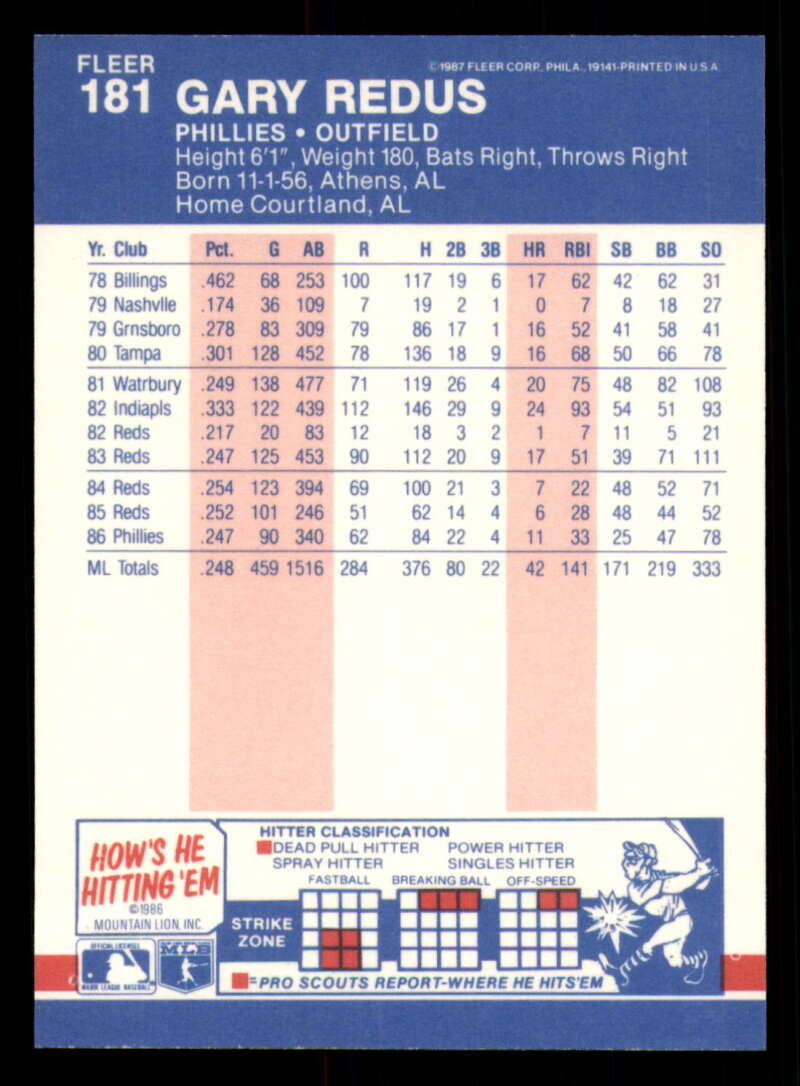 FLEER
©1987 FLEER CORP., PHILA., 19141-PRINTED IN U.S.A.
181 GARY REDUS
PHILLIES • OUTFIELD
Height 6'1", Weight 180, Bats Right, Throws Right
Born 11-1-56, Athens, AL
Home Courtland, AL
Yr. Club Pct. G AB R H 2B 3B HR RBI SB BB SO
78 Billings .462 68 253 100 117 19 6 17 62 42 62 31
79 Nashvlle .174 36 109 7 19 2 1 0 7 8 18 27
79 Grnsboro .278 83 309 79 86 17 1 16 52 41 58 41
80 Tampa .301 128 452 78 136 18 9 16 68 50 66 78
81 Watrbury .249 138 477 71 119 26 4 20 75 48 82 108
82 Indiapls .333 122 439 112 146 29 9 24 93 54 51 93
82 Reds .217 20 83 12 18 3 2 1 7 11 5 21
83 Reds .247 125 453 90 112 20 9 17 51 39 71 111
84 Reds .254 123 394 69 100 21 3 7 22 48 52 71
85 Reds .252 101 246 51 62 14 4 6 28 48 44 52
86 Phillies .247 90 340 62 84 22 4 11 33 25 47 78
ML Totals .248 459 1516 284 376 80 22 42 141 171 219 333
HOW'S HE
HITTING 'EM
©1986
MOUNTAIN LION, INC.
HITTER CLASSIFICATION
DEAD PULL HITTER POWER HITTER
SPRAY HITTER SINGLES HITTER
FASTBALL BREAKING BALL OFF-SPEED
STRIKE
ZONE
=PRO SCOUTS REPORT-WHERE HE HITS'EM
OFFICIAL LICENSEE
MAJOR LEAGUE BASEBALL
MLB